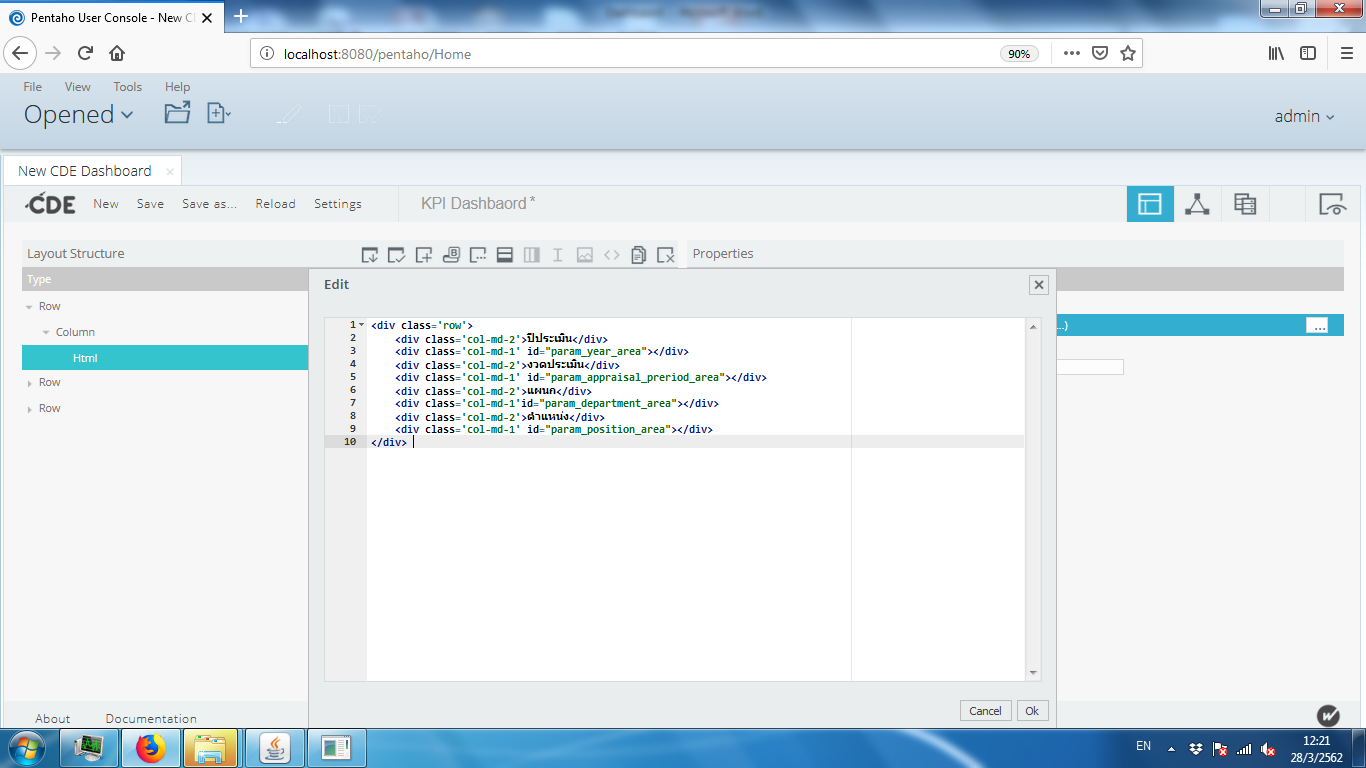 Pentaho User Console - New C
localhost:8080/pentaho/Home
90%
File View Tools Help
Opened
admin
New CDE Dashboard
CDE New Save Save as... Reload Settings KPI Dashbaord *
Layout Structure
Properties
Type
Row
Column
Html
Row
Row
Edit
...)
...
1 <div class='row'>
2 <div class='col-md-2'>ปีประเมิน</div>
3 <div class='col-md-1' id="param_year_area"></div>
4 <div class='col-md-2'>งวดประเมิน</div>
5 <div class='col-md-1' id="param_appraisal_preriod_area"></div>
6 <div class='col-md-2'>แผนก</div>
7 <div class='col-md-1'id="param_department_area"></div>
8 <div class='col-md-2'>ตำแหน่ง</div>
9 <div class='col-md-1' id="param_position_area"></div>
10 </div>
Cancel Ok
About Documentation
EN
12:21
28/3/2562